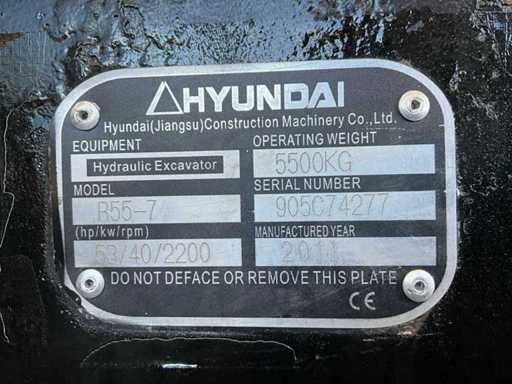 HYUNDAI
Hyundai(Jiangsu)Construction Machinery Co.,Ltd.
EQUIPMENT OPERATING WEIGHT
Hydraulic Excavator 5500KG
MODEL SERIAL NUMBER
R55-7 905C74277
(hp/kw/rpm) MANUFACTURED YEAR
53/40/2200
DO NOT DEFACE OR REMOVE THIS PLATE
CE